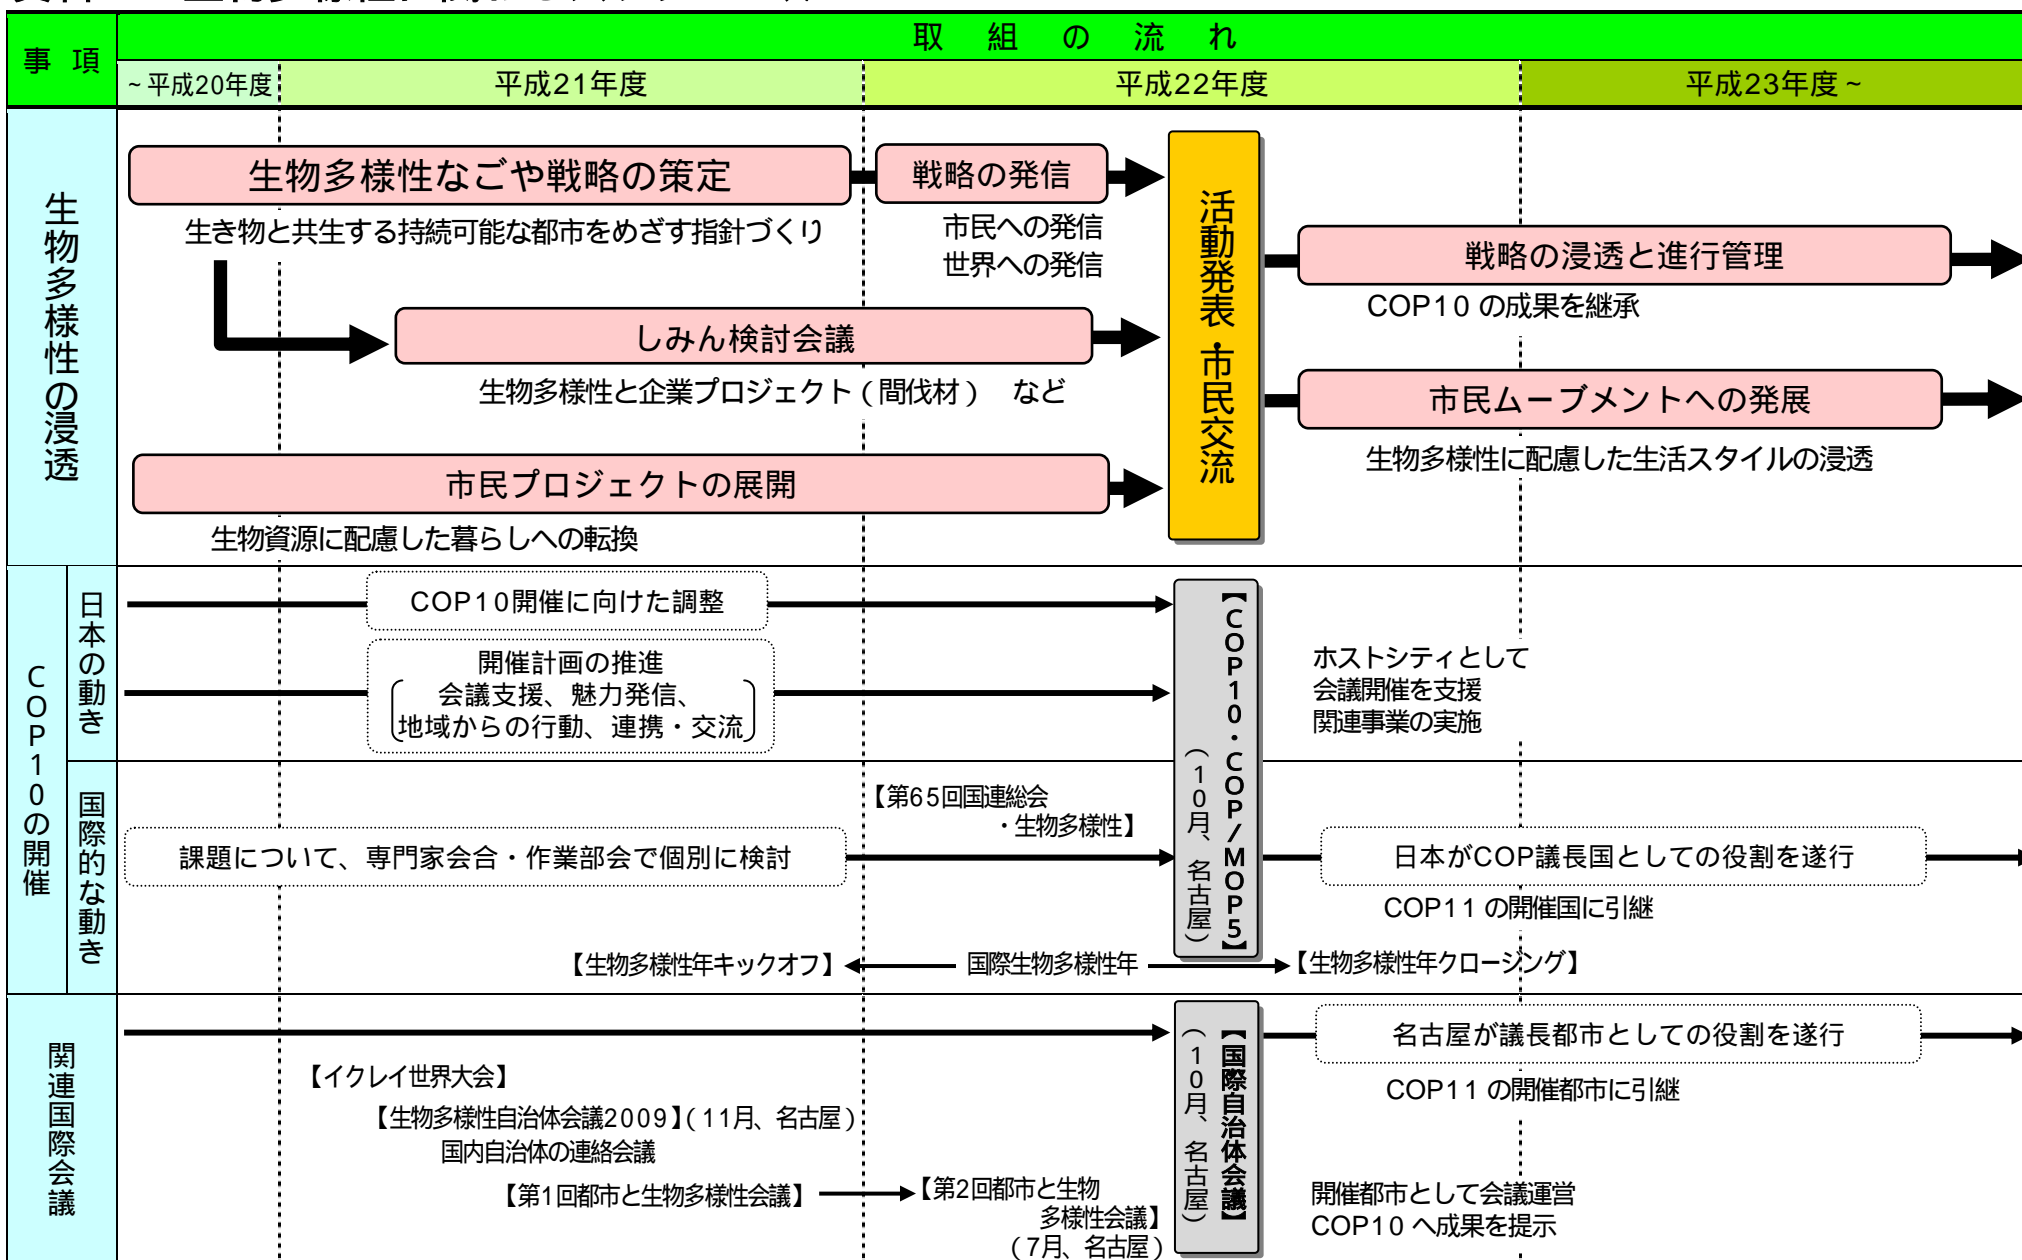 事項
取組の流れ
~平成20年度
平成21年度
平成22年度
平成23年度~
生物多様性の浸透
生物多様性なごや戦略の策定
生き物と共生する持続可能な都市をめざす指針づくり
戦略の発信
市民への発信
世界への発信
しみん検討会議
生物多様性と企業プロジェクト(間伐材) など
市民プロジェクトの展開
生物資源に配慮した暮らしへの転換
活動発表・市民交流
戦略の浸透と進行管理
COP10の成果を継承
市民ムーブメントへの発展
生物多様性に配慮した生活スタイルの浸透
COP10の開催
日本の動き
COP10開催に向けた調整
開催計画の推進
会議支援、魅力発信、
地域からの行動、連携・交流
【COP10・COP/MOP5】
(10月、名古屋)
ホストシティとして
会議開催を支援
関連事業の実施
国際的な動き
【第65回国連総会
・生物多様性】
課題について、専門家会合・作業部会で個別に検討
日本がCOP議長国としての役割を遂行
COP11の開催国に引継
【生物多様性年キックオフ】
国際生物多様性年
【生物多様性年クロージング】
関連国際会議
【イクレイ世界大会】
【生物多様性自治体会議2009】(11月、名古屋)
国内自治体の連絡会議
【第1回都市と生物多様性会議】
【第2回都市と生物
多様性会議】
(7月、名古屋)
【国際自治体会議】
(10月、名古屋)
名古屋が議長都市としての役割を遂行
COP11の開催都市に引継
開催都市として会議運営
COP10へ成果を提示